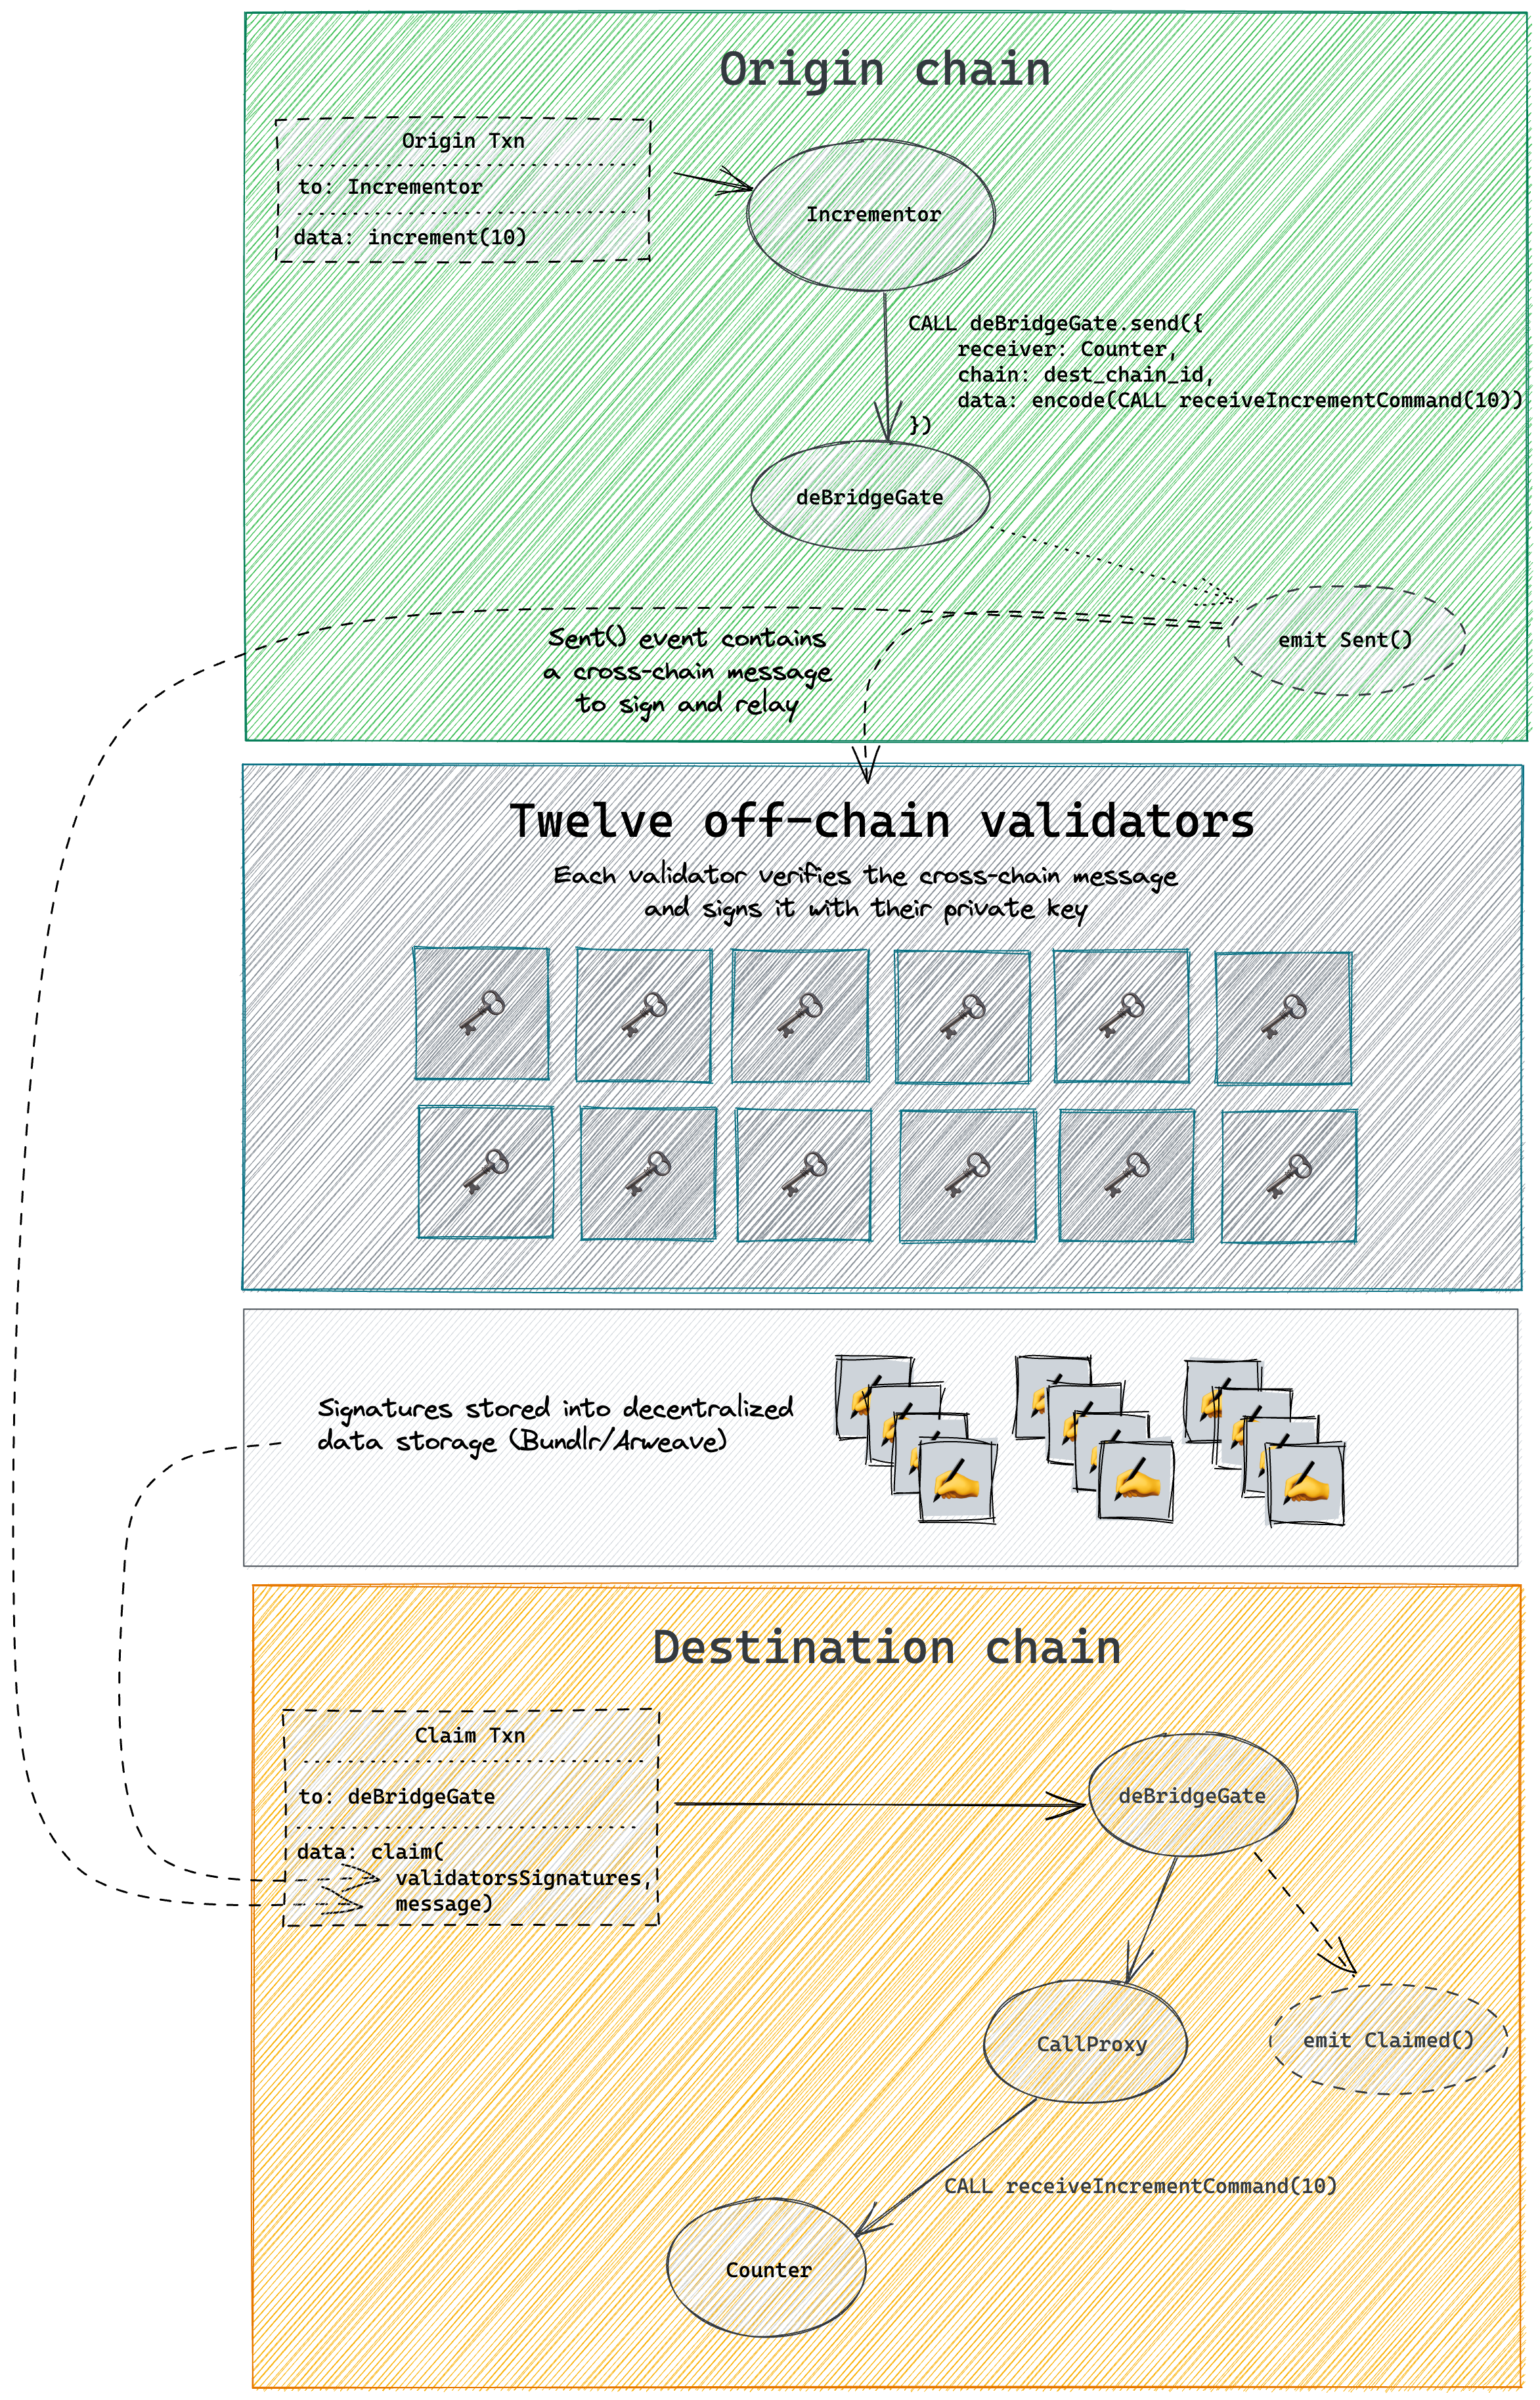 Origin chain
Origin Txn
to: Incrementor
data: increment(10)
Incrementor
CALL deBridgeGate.send({
receiver: Counter,
chain: dest_chain_id,
data: encode(CALL receiveIncrementCommand(10))
})
deBridgeGate
emit Sent()
Sent() event contains
a cross-chain message
to sign and relay
Twelve off-chain validators
Each validator verifies the cross-chain message
and signs it with their private key
Signatures stored into decentralized
data storage (Bundlr/Arweave)
Destination chain
Claim Txn
to: deBridgeGate
data: claim(
validatorsSignatures,
message)
deBridgeGate
CallProxy
emit Claimed()
CALL receiveIncrementCommand(10)
Counter